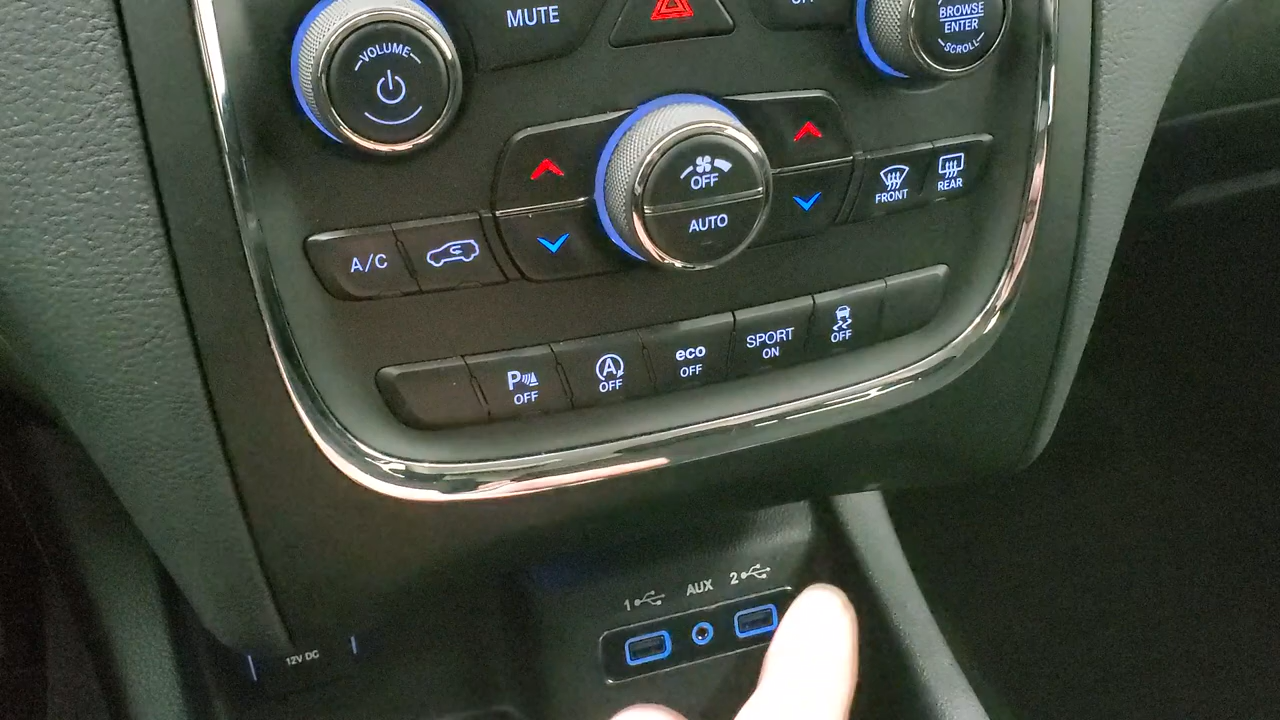 MUTE
BROWSE
ENTER
SCROLL
VOLUME
OFF
AUTO
FRONT
REAR
A/C
P
OFF
A
OFF
eco
OFF
SPORT
ON
OFF
1
AUX
2
12V DC